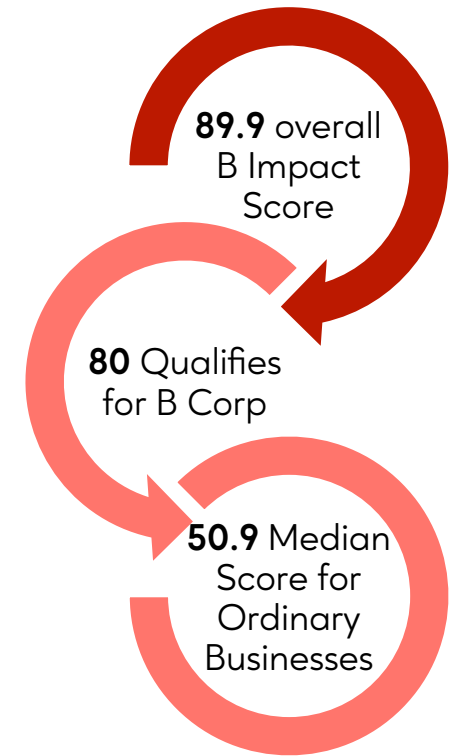 89.9 overall
B Impact
Score
80 Qualifies
for B Corp
50.9 Median
Score for
Ordinary
Businesses